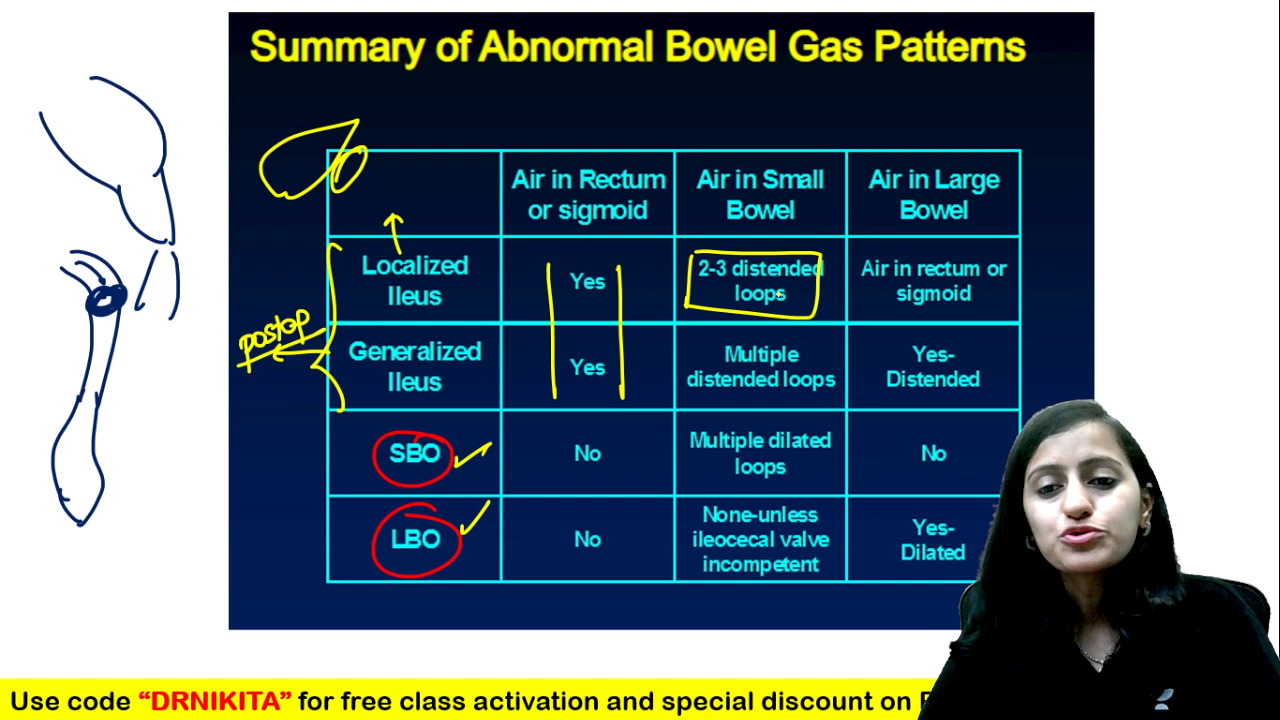 Summary of Abnormal Bowel Gas Patterns
Air in Rectum
or sigmoid
Air in Small
Bowel
Air in Large
Bowel
Localized
Ileus
Yes
2-3 distended
loops
Air in rectum or
sigmoid
postop
Generalized
Ileus
Yes
Multiple
distended loops
Yes-
Distended
SBO
No
Multiple dilated
loops
No
LBO
No
None-unless
ileocecal valve
incompetent
Yes-
Dilated
Use code “DRNIKITA” for free class activation and special discount on